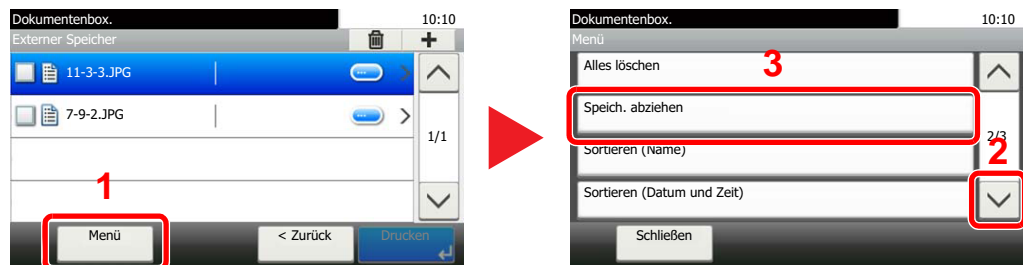 Dokumentenbox. 10:10
Externer Speicher
11-3-3.JPG
7-9-2.JPG
1/1
1
Menü < Zurück Drucken
Dokumentenbox. 10:10
Menü
Alles löschen
3
Speich. abziehen
2/3
Sortieren (Name)
2
Sortieren (Datum und Zeit)
Schließen